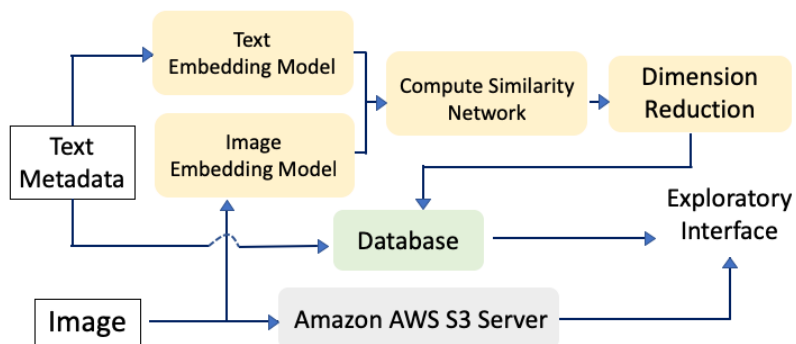 Text
Embedding Model
Compute Similarity
Network
Dimension
Reduction
Text
Metadata
Image
Embedding Model
Exploratory
Interface
Database
Image
Amazon AWS S3 Server